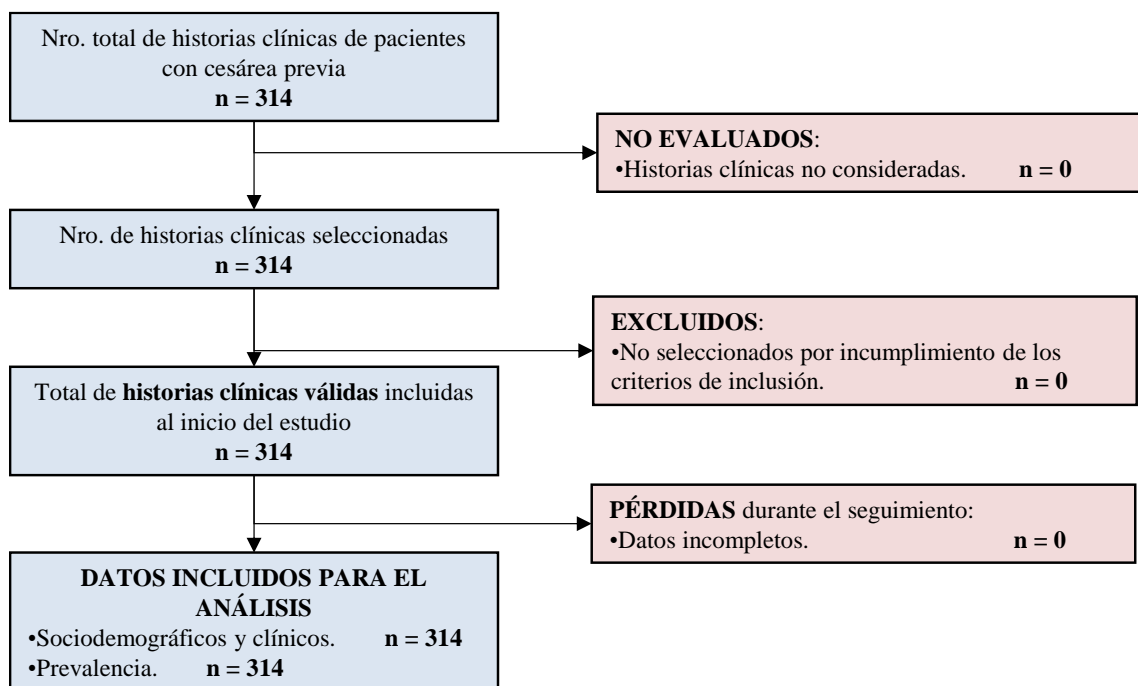 Nro. total de historias clínicas de pacientes
con cesárea previa
n = 314
NO EVALUADOS:
•Historias clínicas no consideradas. n = 0
Nro. de historias clínicas seleccionadas
n = 314
EXCLUIDOS:
•No seleccionados por incumplimiento de los
criterios de inclusión. n = 0
Total de historias clínicas válidas incluidas
al inicio del estudio
n = 314
PÉRDIDAS durante el seguimiento:
•Datos incompletos. n = 0
DATOS INCLUIDOS PARA EL
ANÁLISIS
•Sociodemográficos y clínicos. n = 314
•Prevalencia. n = 314